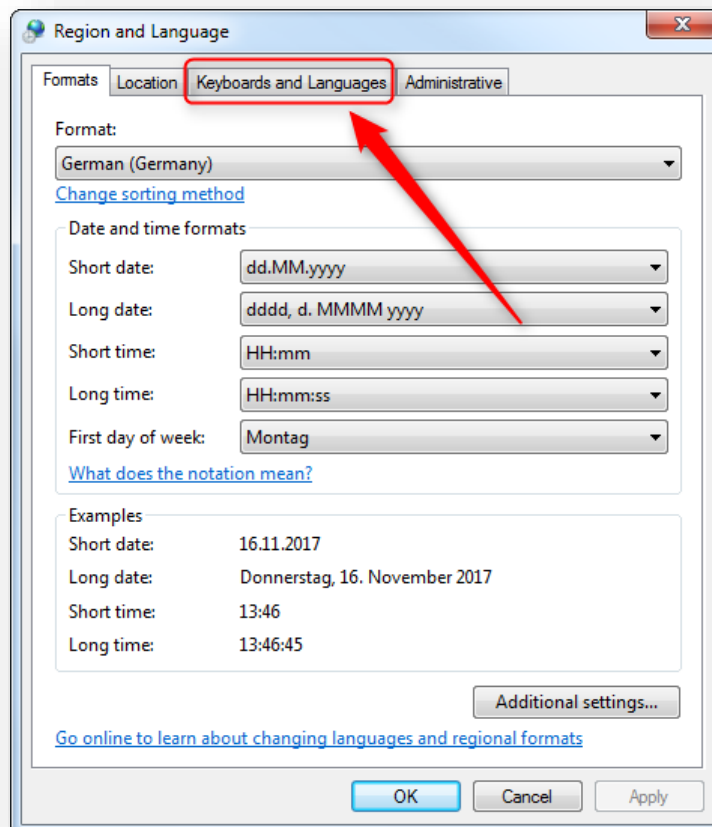 Region and Language
Formats Location Keyboards and Languages Administrative
Format:
German (Germany)
Change sorting method
Date and time formats
Short date: dd.MM.yyyy
Long date: dddd, d. MMMM yyyy
Short time: HH:mm
Long time: HH:mm:ss
First day of week: Montag
What does the notation mean?
Examples
Short date: 16.11.2017
Long date: Donnerstag, 16. November 2017
Short time: 13:46
Long time: 13:46:45
Additional settings...
Go online to learn about changing languages and regional formats
OK Cancel Apply